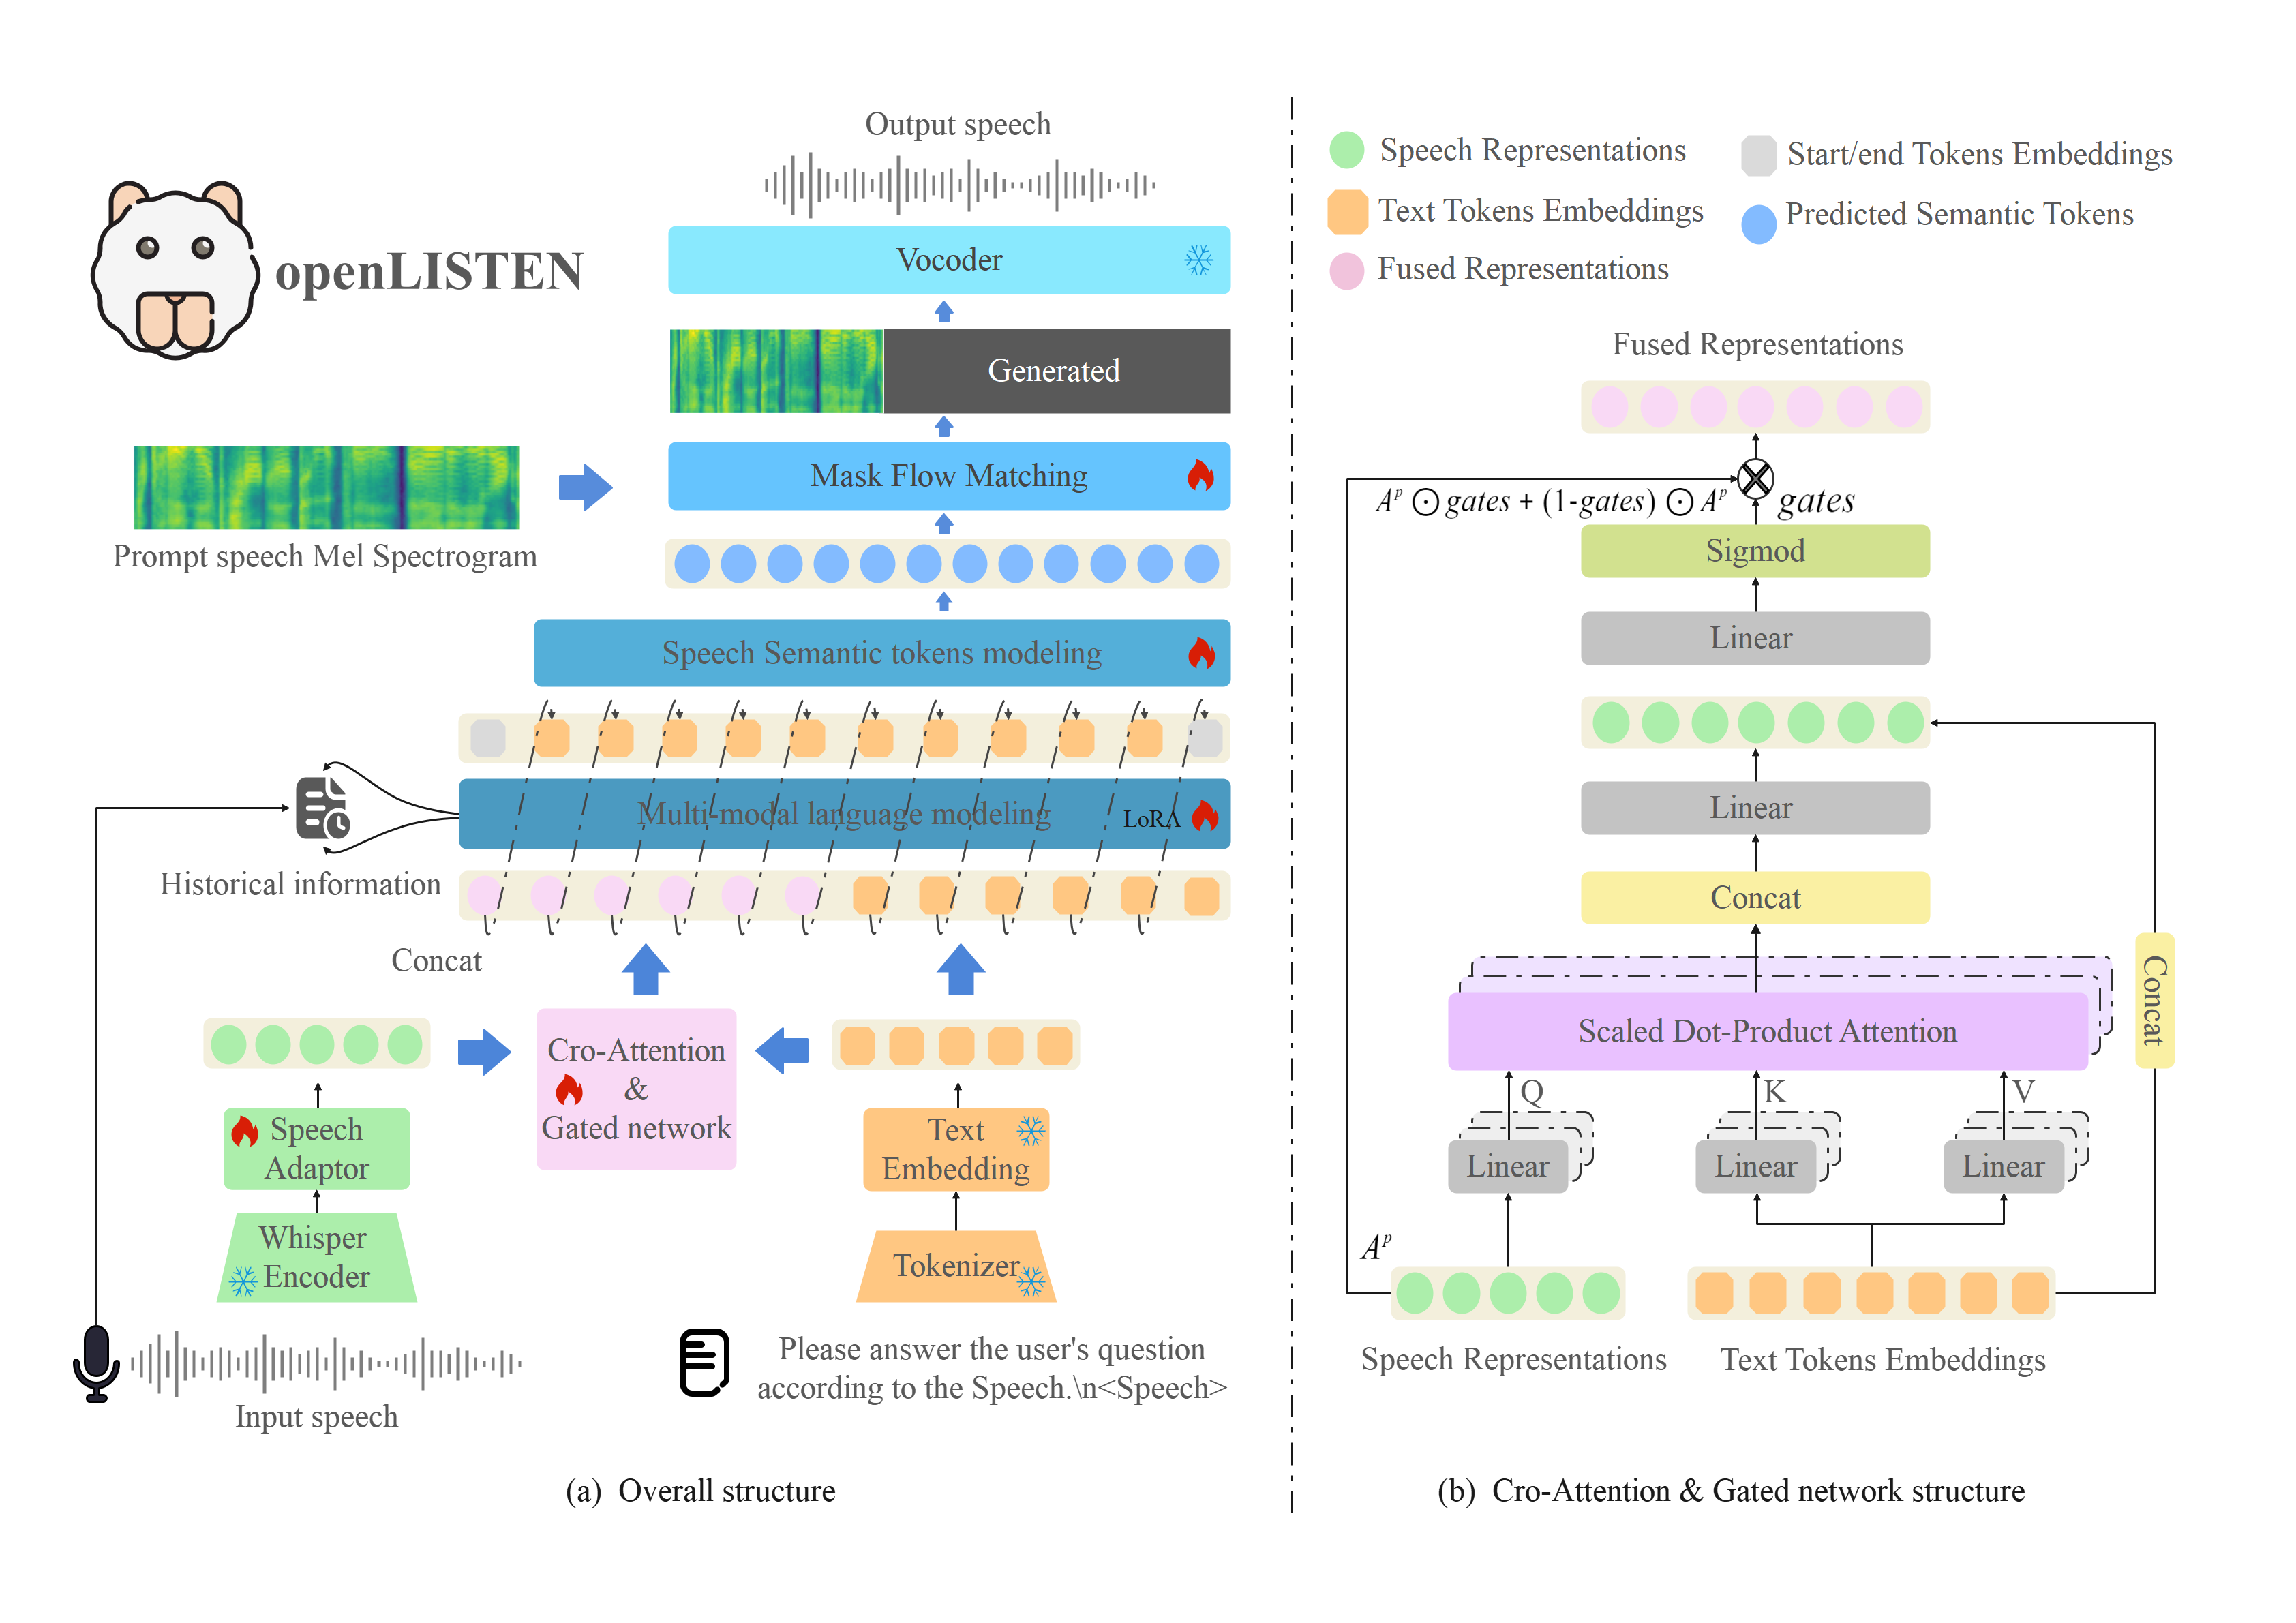 openLISTEN
Output speech
Vocoder
Generated
Mask Flow Matching
Prompt speech Mel Spectrogram
Speech Semantic tokens modeling
Multi-modal language modeling
LoRA
Historical information
Concat
Cro-Attention
&
Gated network
Speech
Adaptor
Whisper
Encoder
Text
Embedding
Tokenizer
Input speech
Please answer the user's question
according to the Speech.\n<Speech>
(a) Overall structure
Speech Representations
Start/end Tokens Embeddings
Text Tokens Embeddings
Predicted Semantic Tokens
Fused Representations
Fused Representations
A^p ⊙ gates + (1-gates) ⊙ A^p
gates
Sigmod
Linear
Linear
Concat
Scaled Dot-Product Attention
Concat
Q
K
V
Linear
Linear
Linear
A^p
Speech Representations
Text Tokens Embeddings
(b) Cro-Attention & Gated network structure